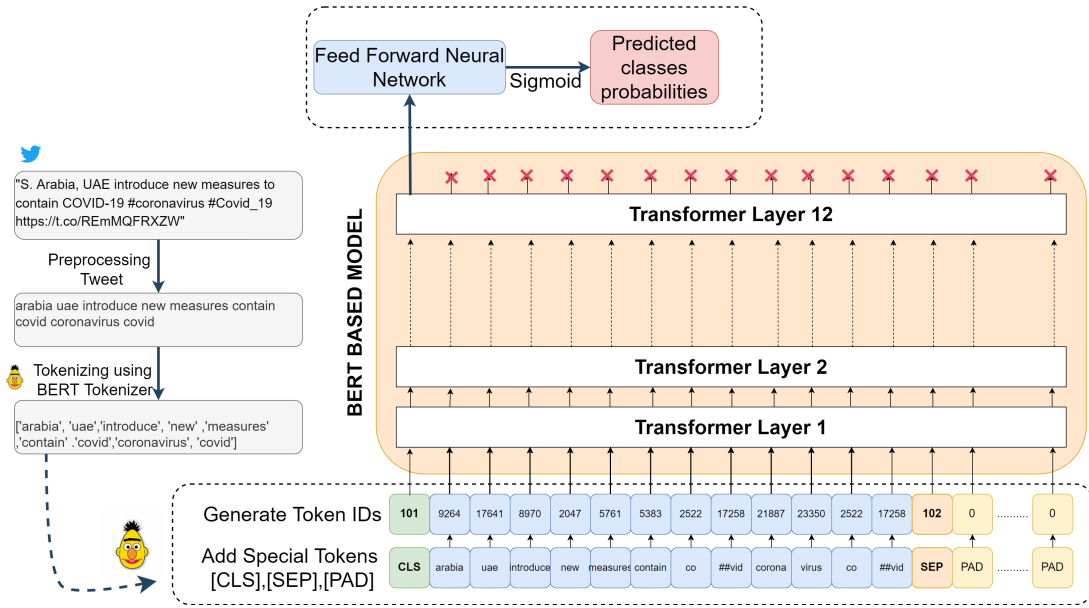 Feed Forward Neural
Network
Sigmoid
Predicted
classes
probabilities
"S. Arabia, UAE introduce new measures to
contain COVID-19 #coronavirus #Covid_19
https://t.co/REmMQFRXZW"
Preprocessing
Tweet
arabia uae introduce new measures contain
covid coronavirus covid
Tokenizing using
BERT Tokenizer
['arabia', 'uae','introduce', 'new' ,'measures'
,'contain' .'covid','coronavirus', 'covid']
BERT BASED MODEL
Transformer Layer 12
Transformer Layer 2
Transformer Layer 1
Generate Token IDs 101 9264 17641 8970 2047 5761 5383 2522 17258 21887 23350 2522 17258 102 0 .......... 0
Add Special Tokens
[CLS],[SEP],[PAD]
CLS arabia uae introduce new measures contain co ##vid corona virus co ##vid SEP PAD .......... PAD